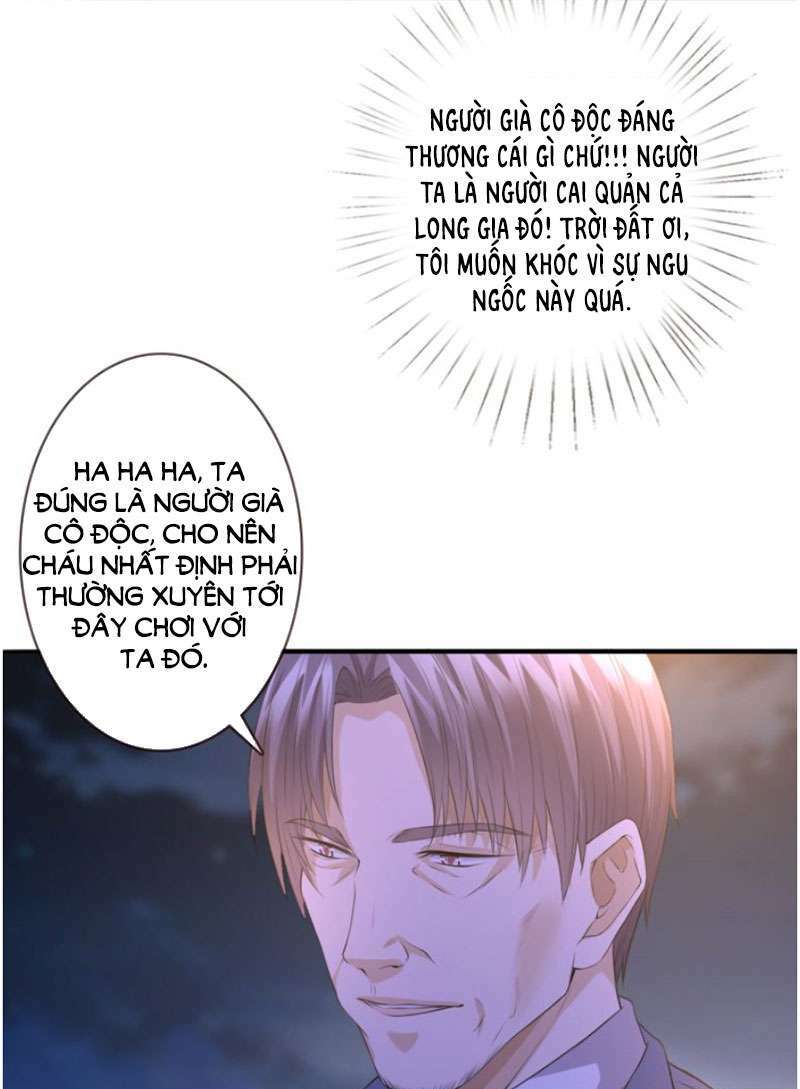 NGƯỜI GIÀ CÔ ĐỘC ĐÁNG
THƯƠNG CÁI GÌ CHỨ!!! NGƯỜI
TA LÀ NGƯỜI CAI QUẢN CẢ
LONG GIA ĐÓ! TRỜI ĐẤT ƠI,
TÔI MUỐN KHÓC VÌ SỰ NGU
NGỐC NÀY QUÁ.
HA HA HA, TA
ĐÚNG LÀ NGƯỜI GIÀ
CÔ ĐỘC, CHO NÊN
CHÁU NHẤT ĐỊNH PHẢI
THƯỜNG XUYÊN TỚI
ĐÂY CHƠI VỚI
TA ĐÓ.